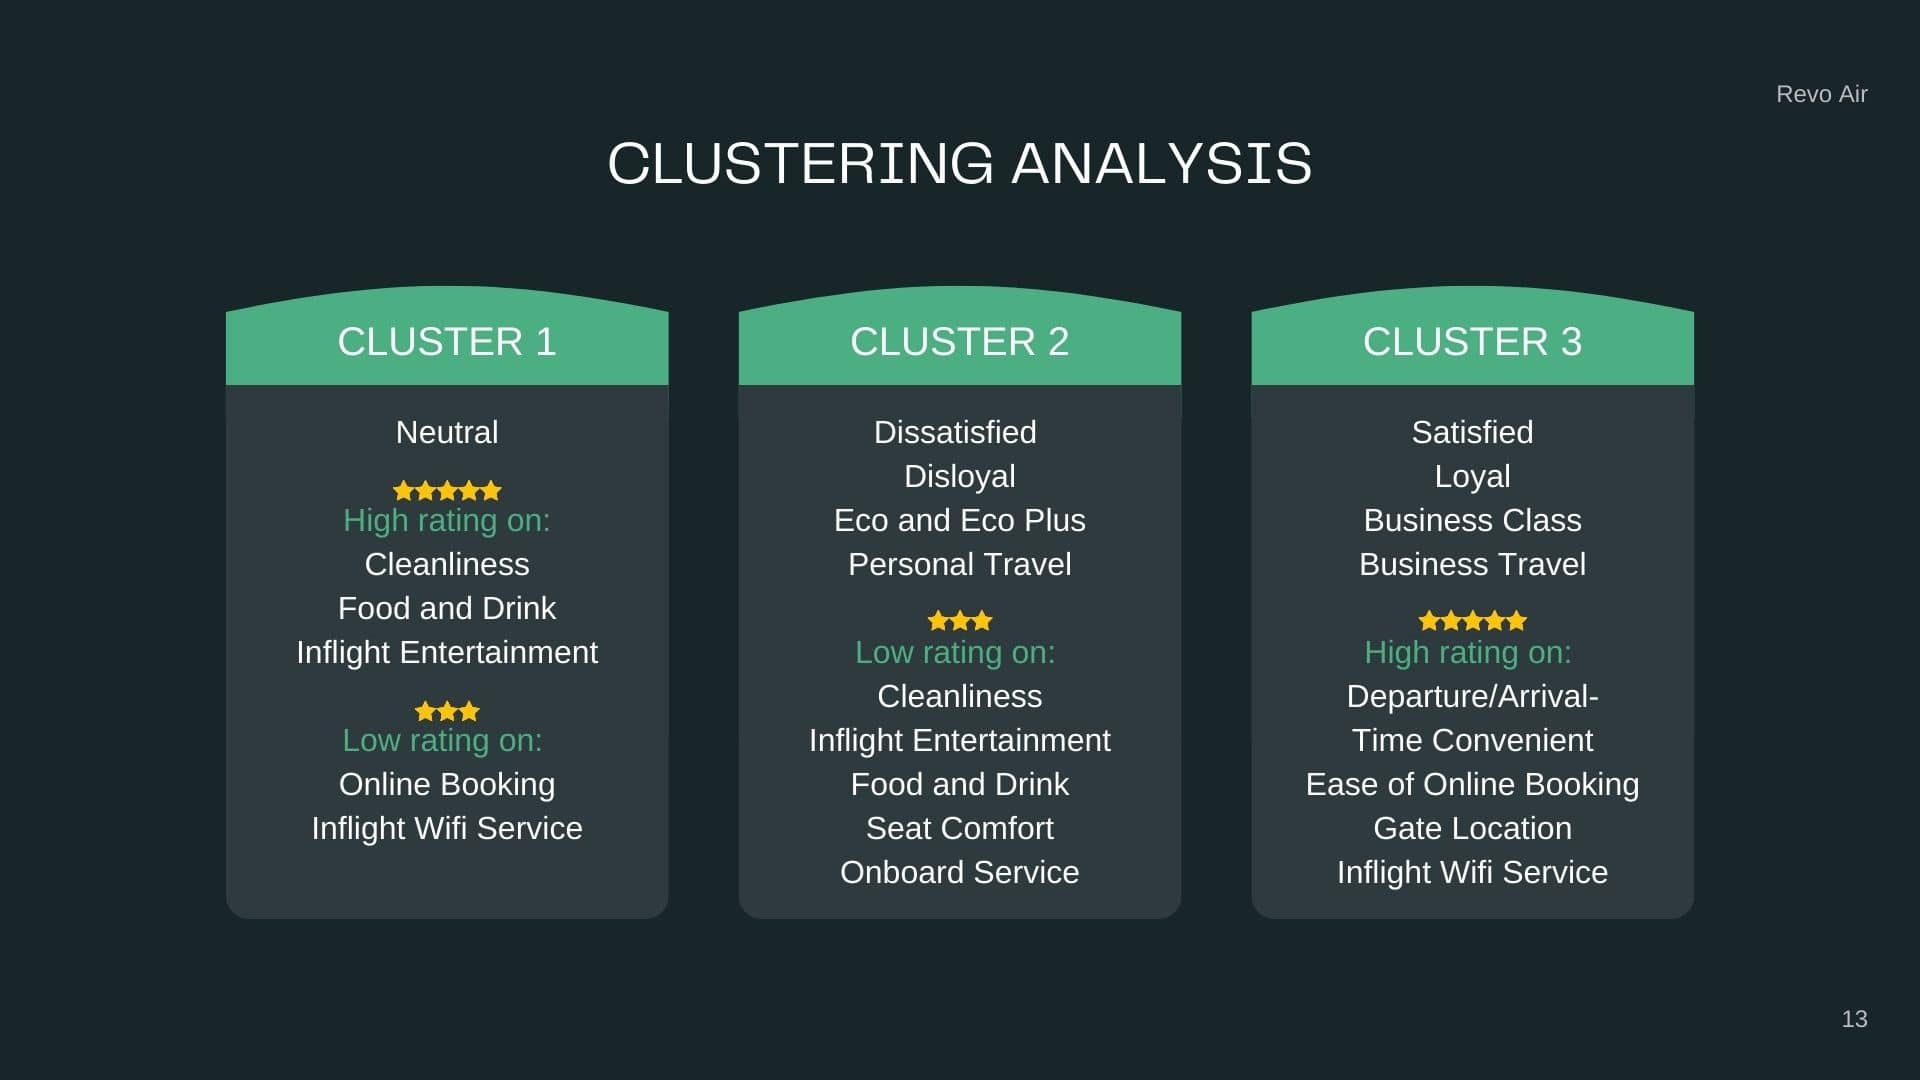 Revo Air
CLUSTERING ANALYSIS
CLUSTER 1
Neutral
High rating on:
Cleanliness
Food and Drink
Inflight Entertainment
Low rating on:
Online Booking
Inflight Wifi Service
CLUSTER 2
Dissatisfied
Disloyal
Eco and Eco Plus
Personal Travel
Low rating on:
Cleanliness
Inflight Entertainment
Food and Drink
Seat Comfort
Onboard Service
CLUSTER 3
Satisfied
Loyal
Business Class
Business Travel
High rating on:
Departure/Arrival-
Time Convenient
Ease of Online Booking
Gate Location
Inflight Wifi Service
13